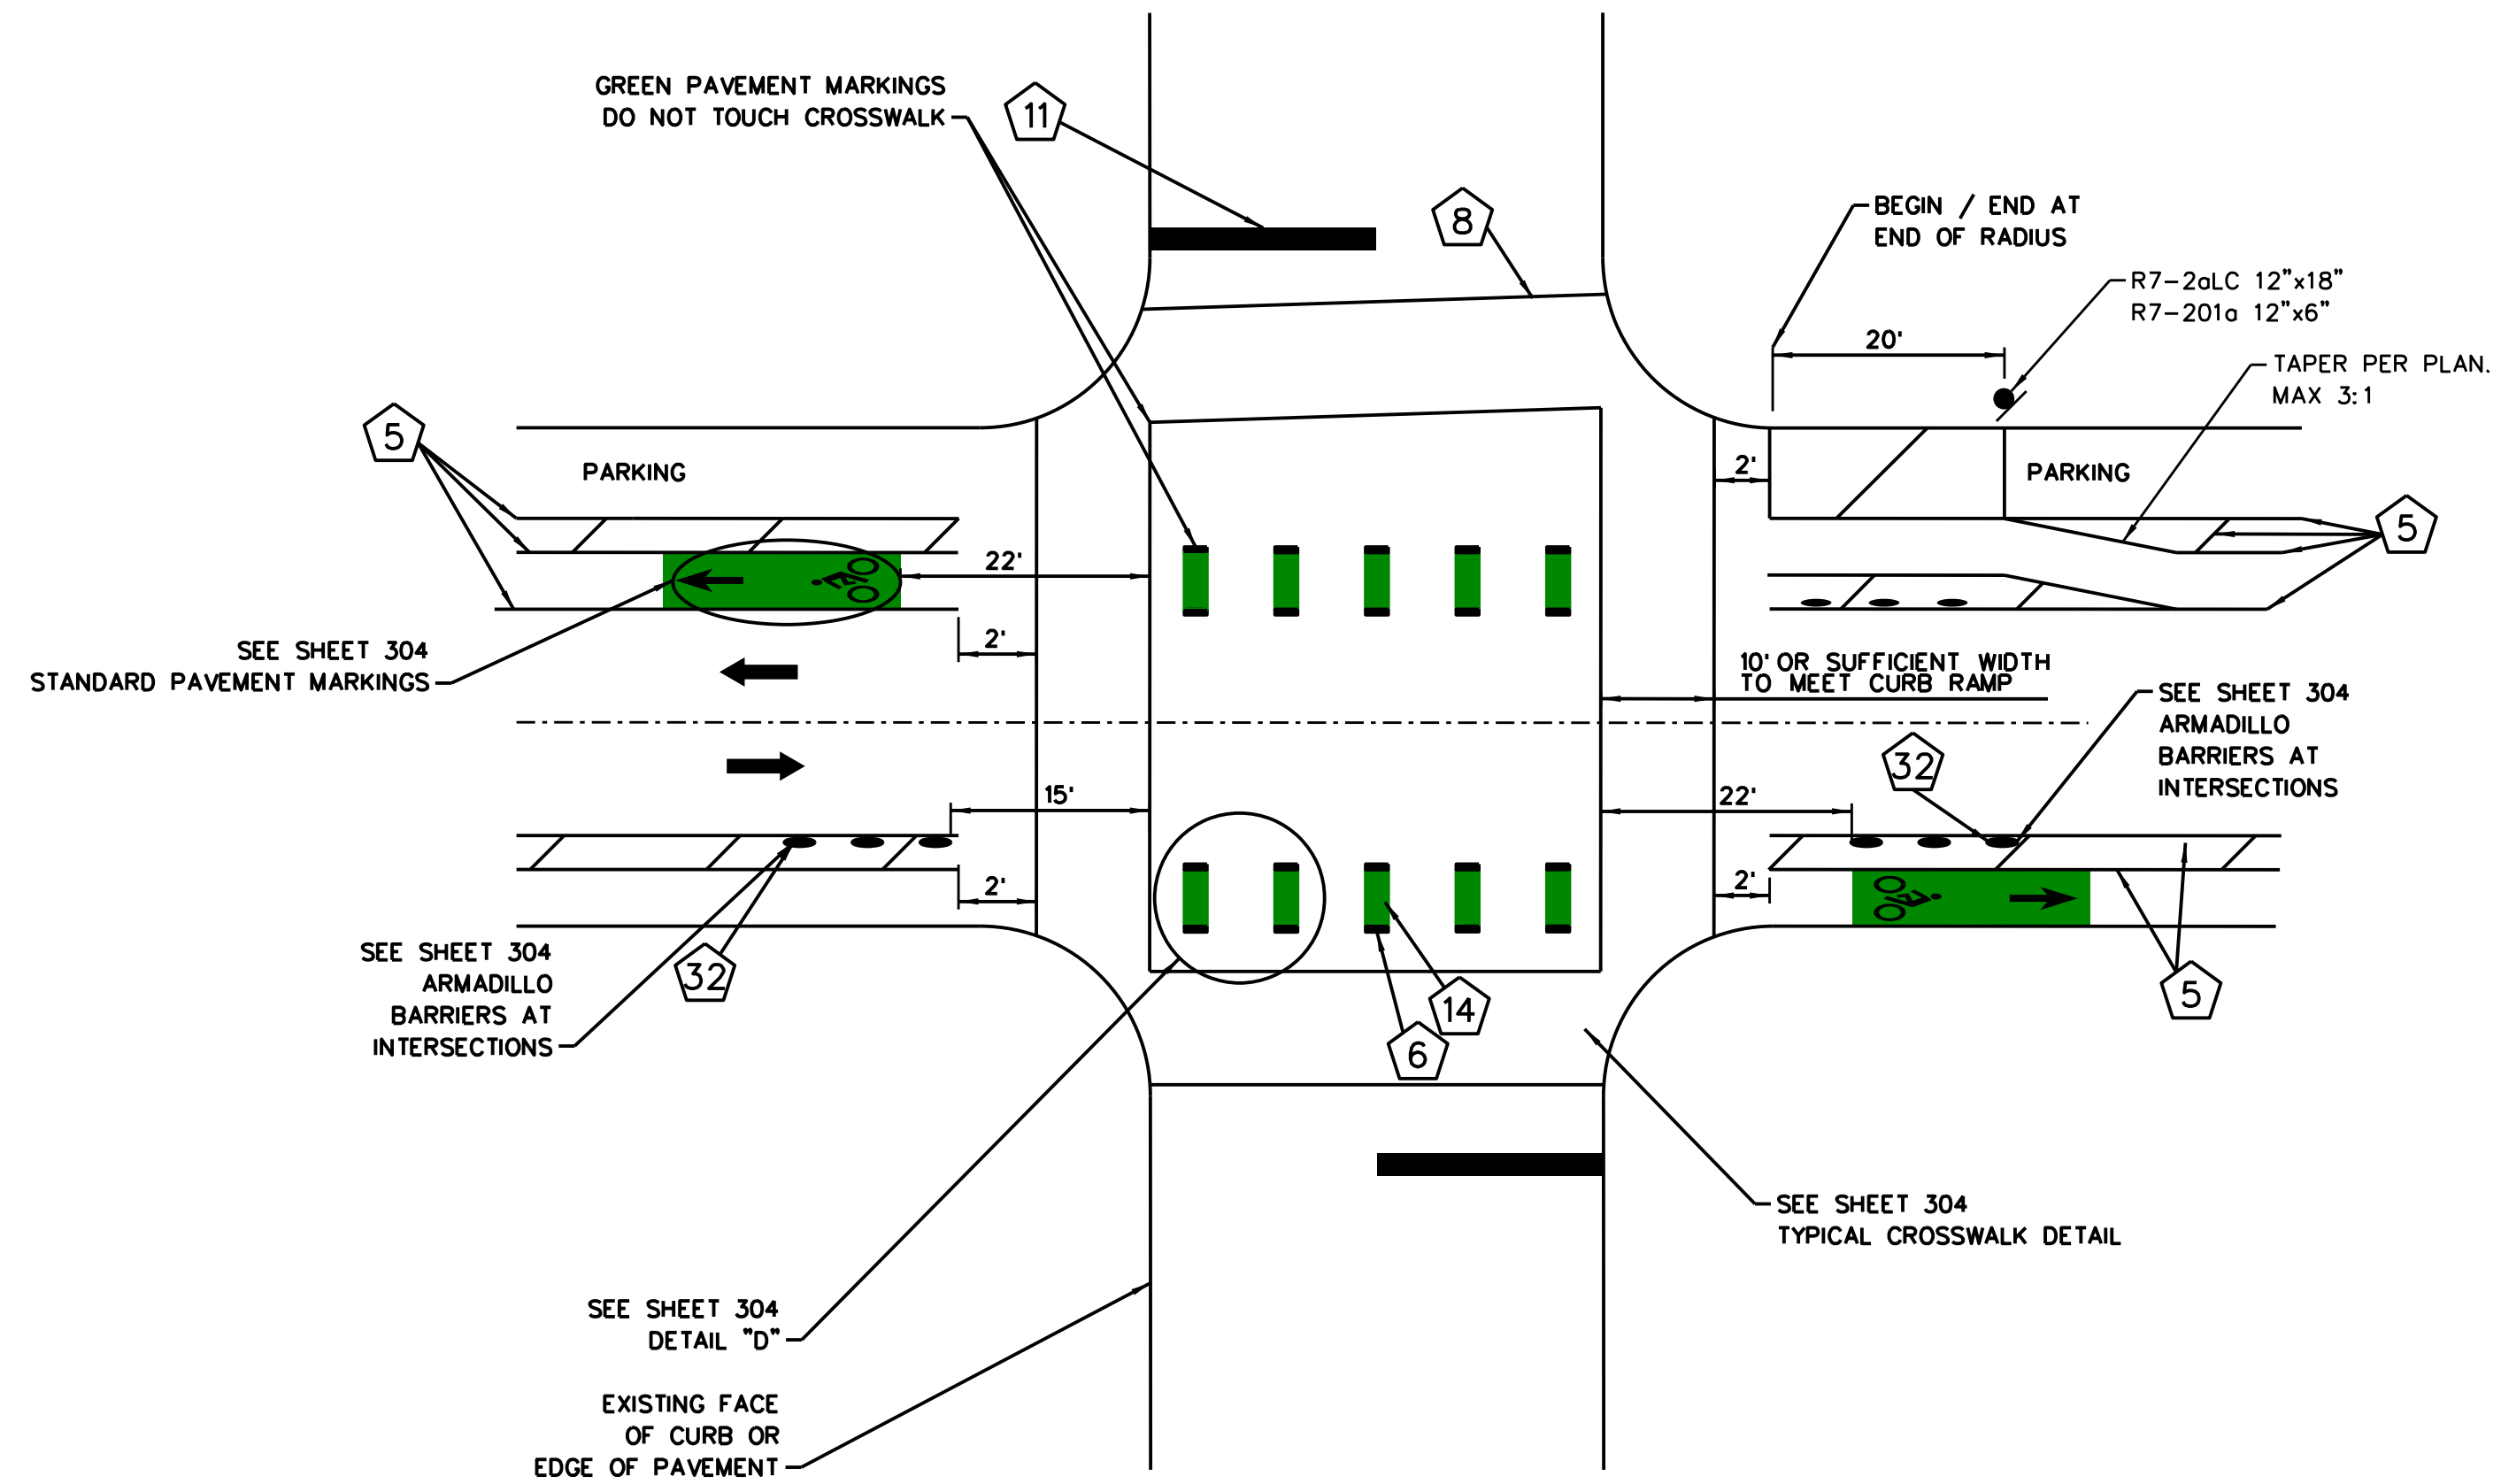 GREEN PAVEMENT MARKINGS
DO NOT TOUCH CROSSWALK
11
8
BEGIN / END AT
END OF RADIUS
R7-2aLC 12"x18"
R7-201a 12"x6"
20'
TAPER PER PLAN.
MAX 3:1
5
PARKING
2'
PARKING
5
22'
2'
SEE SHEET 304
STANDARD PAVEMENT MARKINGS
10' OR SUFFICIENT WIDTH
TO MEET CURB RAMP
SEE SHEET 304
ARMADILLO
BARRIERS AT
INTERSECTIONS
32
15'
22'
2'
2'
SEE SHEET 304
ARMADILLO
BARRIERS AT
INTERSECTIONS
32
14
6
5
SEE SHEET 304
TYPICAL CROSSWALK DETAIL
SEE SHEET 304
DETAIL "D"
EXISTING FACE
OF CURB OR
EDGE OF PAVEMENT